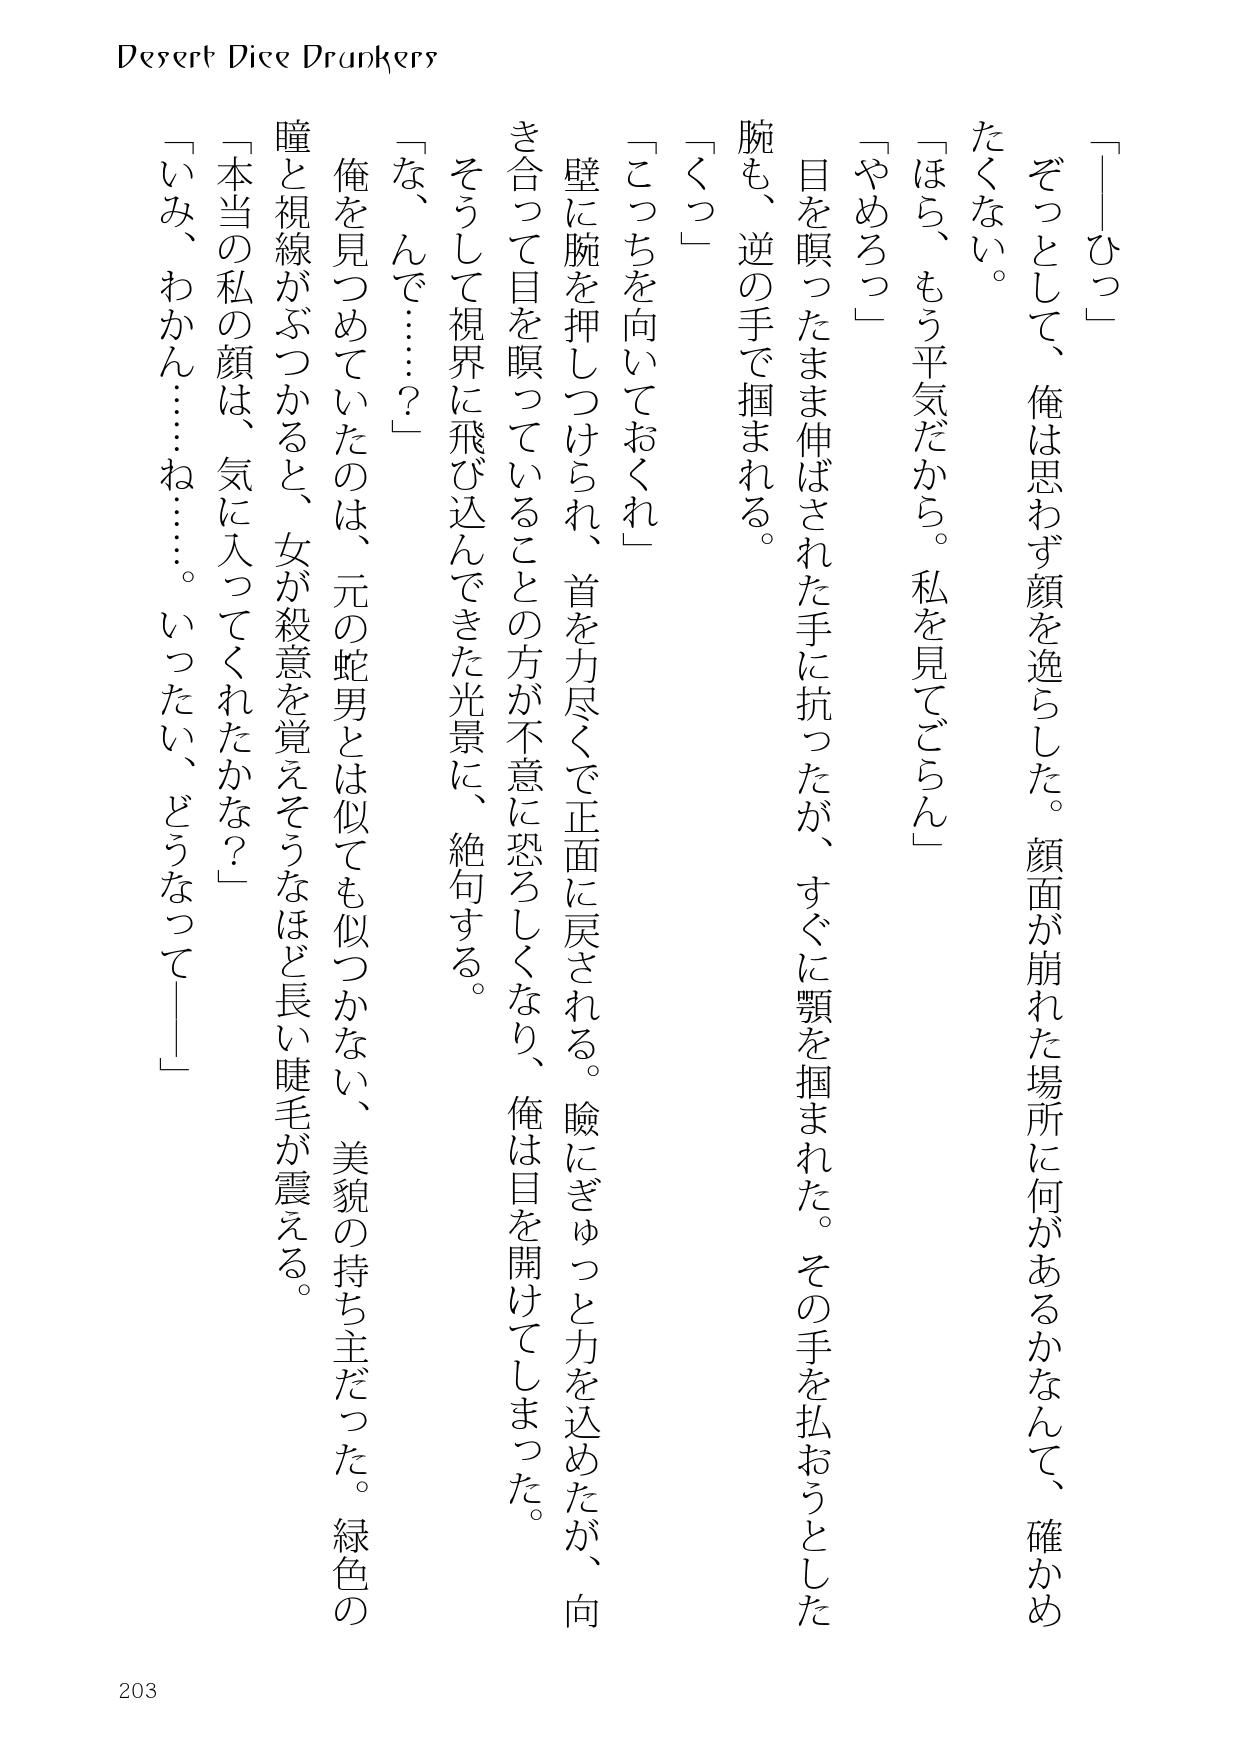 Desert Dice Drunkers
「――ひっ」
　ぞっとして、俺は思わず顔を逸らした。顔面が崩れた場所に何があるかなんて、確かめ
たくない。
「ほら、もう平気だから。私を見てごらん」
「やめろっ」
　目を瞑ったまま伸ばされた手に抗ったが、すぐに顎を掴まれた。その手を払おうとした
腕も、逆の手で掴まれる。
「くっ」
「こっちを向いておくれ」
　壁に腕を押しつけられ、首を力尽くで正面に戻される。瞼にぎゅっと力を込めたが、向
き合って目を瞑っていることの方が不意に恐ろしくなり、俺は目を開けてしまった。
　そうして視界に飛び込んできた光景に、絶句する。
「な、んで……？」
　俺を見つめていたのは、元の蛇男とは似ても似つかない、美貌の持ち主だった。緑色の
瞳と視線がぶつかると、女が殺意を覚えそうなほど長い睫毛が震える。
「本当の私の顔は、気に入ってくれたかな？」
「いみ、わかん……ね……。いったい、どうなって――」
203